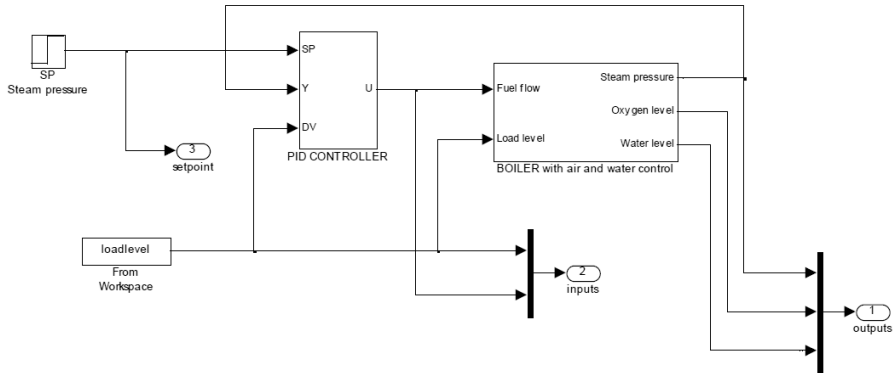 SP
Steam pressure
SP
Y
DV
U
PID CONTROLLER
Fuel flow
Load level
Steam pressure
Oxygen level
Water level
BOILER with air and water control
3
setpoint
loadlevel
From
Workspace
2
inputs
1
outputs